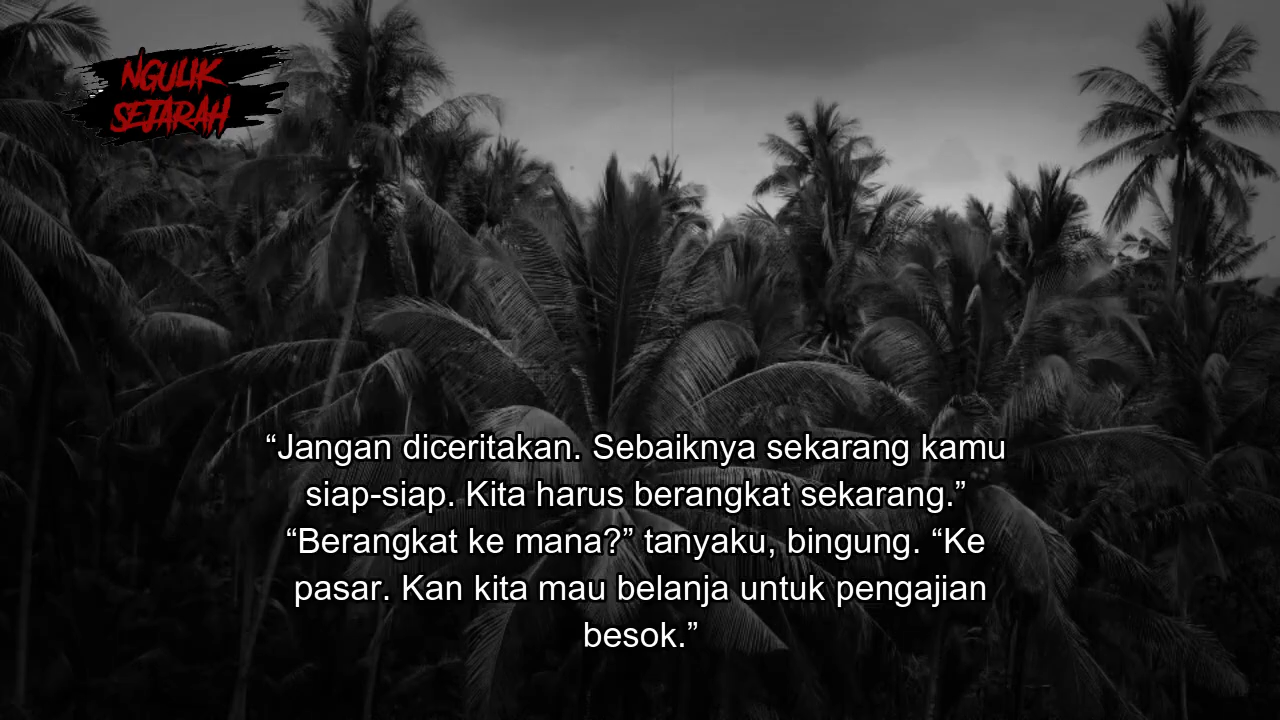 NGULIK
SEJARAH
“Jangan diceritakan. Sebaiknya sekarang kamu
siap-siap. Kita harus berangkat sekarang.”
“Berangkat ke mana?” tanyaku, bingung. “Ke
pasar. Kan kita mau belanja untuk pengajian
besok.”